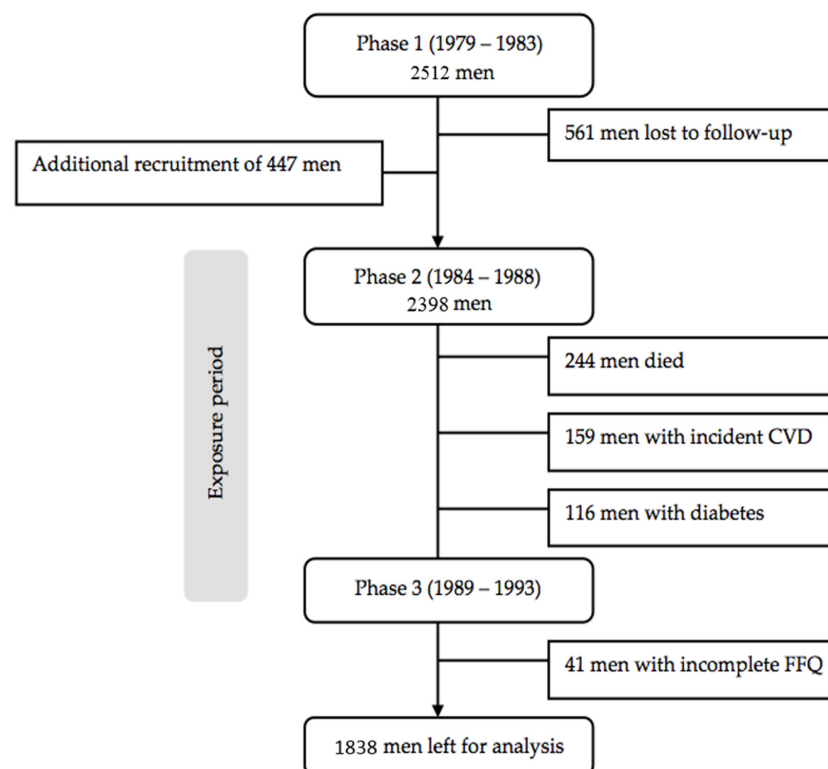 Phase 1 (1979 – 1983)
2512 men
561 men lost to follow-up
Additional recruitment of 447 men
Phase 2 (1984 – 1988)
2398 men
244 men died
Exposure period
159 men with incident CVD
116 men with diabetes
Phase 3 (1989 – 1993)
41 men with incomplete FFQ
1838 men left for analysis